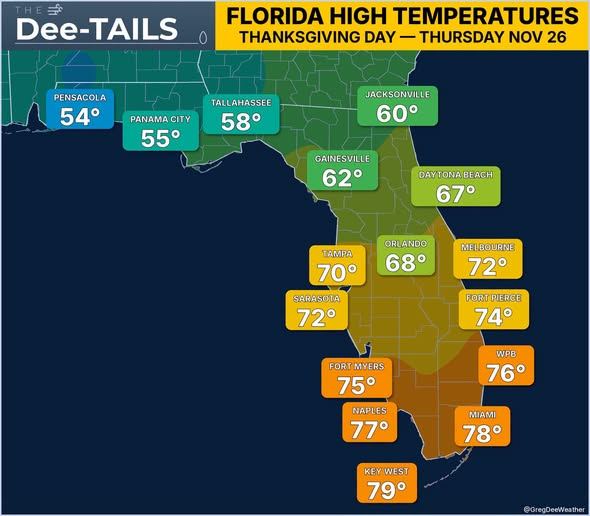 THE
Dee-TAILS
FLORIDA HIGH TEMPERATURES
THANKSGIVING DAY — THURSDAY NOV 26
PENSACOLA
54°
PANAMA CITY
55°
TALLAHASSEE
58°
JACKSONVILLE
60°
GAINESVILLE
62°
DAYTONA BEACH
67°
TAMPA
70°
ORLANDO
68°
MELBOURNE
72°
SARASOTA
72°
FORT PIERCE
74°
FORT MYERS
75°
WPB
76°
NAPLES
77°
MIAMI
78°
KEY WEST
79°
@GregDeeWeather